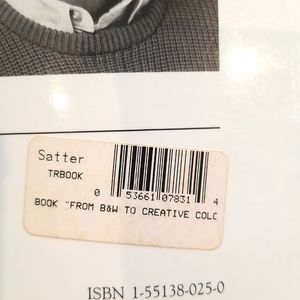 Satter
TRBOOK
0 53661 07831 4
BOOK "FROM B&W TO CREATIVE COLO
ISBN 1-55138-025-0